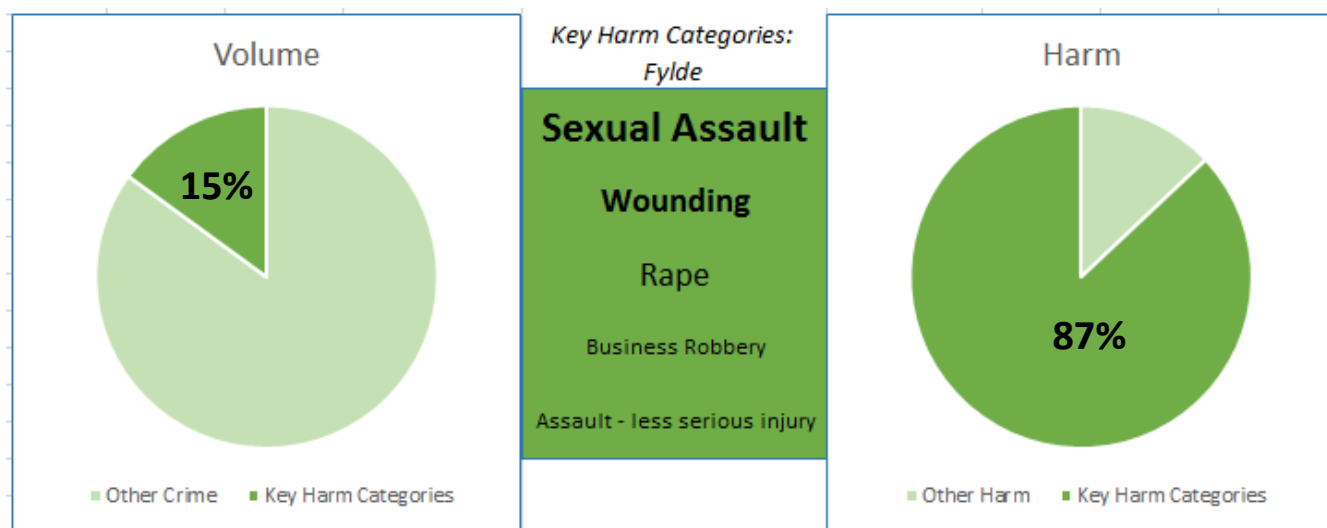 Volume
15%
Other Crime
Key Harm Categories
Key Harm Categories:
Fylde
Sexual Assault
Wounding
Rape
Business Robbery
Assault - less serious injury
Harm
87%
Other Harm
Key Harm Categories